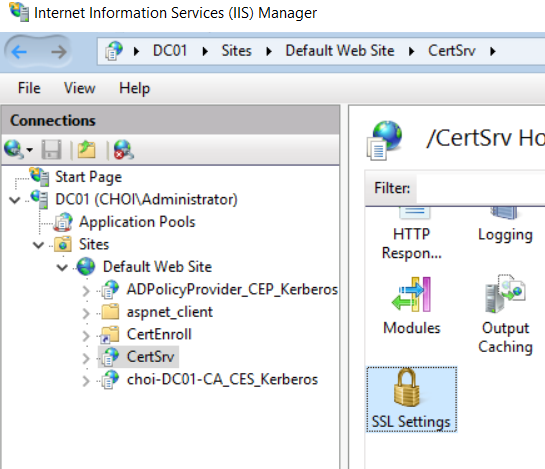 Internet Information Services (IIS) Manager
DC01 Sites Default Web Site CertSrv
File View Help
Connections
Start Page
DC01 (CHOI\Administrator)
Application Pools
Sites
Default Web Site
ADPolicyProvider_CEP_Kerberos
aspnet_client
CertEnroll
CertSrv
choi-DC01-CA_CES_Kerberos
/CertSrv Ho
Filter:
HTTP
Respon...
Logging
Modules
Output
Caching
SSL Settings